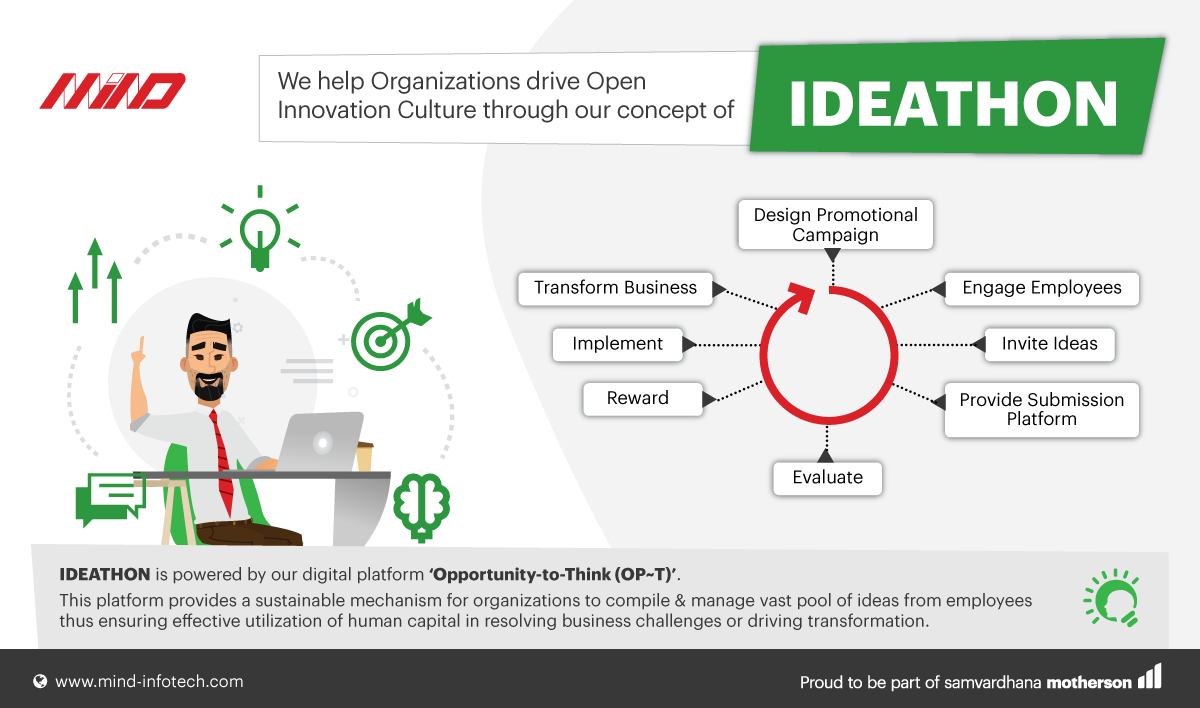 MIND
We help Organizations drive Open
Innovation Culture through our concept of
IDEATHON
Design Promotional
Campaign
Transform Business
Engage Employees
Implement
Invite Ideas
Reward
Provide Submission
Platform
Evaluate
IDEATHON is powered by our digital platform ‘Opportunity-to-Think (OP~T)’.
This platform provides a sustainable mechanism for organizations to compile & manage vast pool of ideas from employees
thus ensuring effective utilization of human capital in resolving business challenges or driving transformation.
www.mind-infotech.com
Proud to be part of samvardhana motherson